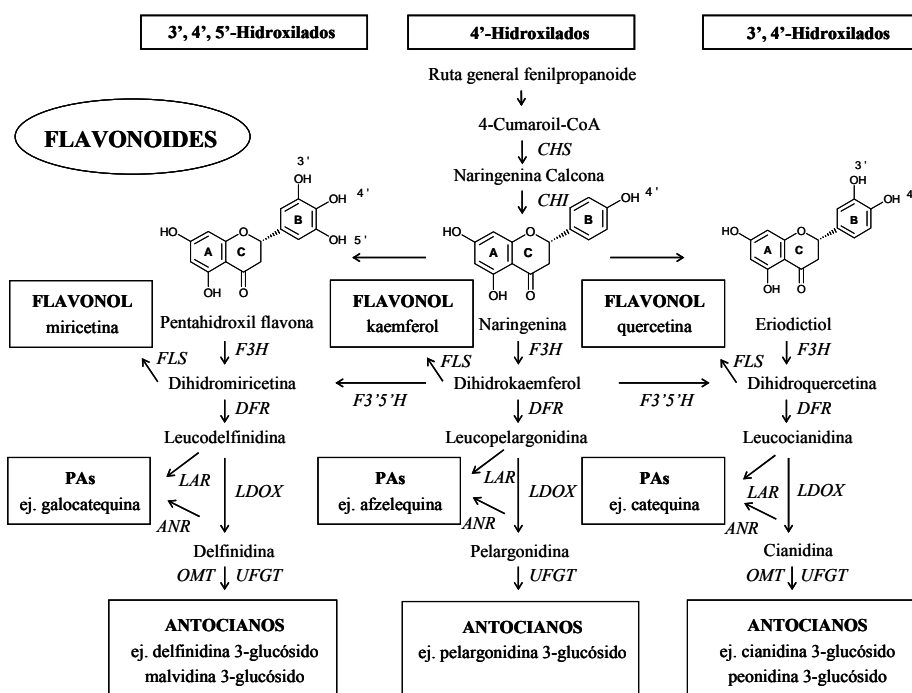 3’, 4’, 5’-Hidroxilados
4’-Hidroxilados
3’, 4’-Hidroxilados
Ruta general fenilpropanoide
FLAVONOIDES
4-Cumaroil-CoA
CHS
Naringenina Calcona
CHI
3'
OH
OH 4'
OH 5'
HO
A
C
B
O
OH
O
OH 4'
HO
A
C
B
O
OH
O
3'
HO
OH 4
HO
A
C
B
O
OH
O
FLAVONOL
miricetina
Pentahidroxil flavona
FLAVONOL
kaemferol
Naringenina
FLAVONOL
quercetina
Eriodictiol
F3H
F3H
F3H
FLS
FLS
FLS
Dihidromiricetina
F3’5’H
Dihidrokaemferol
F3’5’H
Dihidroquercetina
DFR
DFR
DFR
Leucodelfinidina
Leucopelargonidina
Leucocianidina
PAs
ej. galocatequina
LAR
LDOX
ANR
PAs
ej. afzelequina
LAR
LDOX
ANR
PAs
ej. catequina
LAR
LDOX
ANR
Delfinidina
Pelargonidina
Cianidina
OMT UFGT
UFGT
OMT UFGT
ANTOCIANOS
ej. delfinidina 3-glucósido
malvidina 3-glucósido
ANTOCIANOS
ej. pelargonidina 3-glucósido
ANTOCIANOS
ej. cianidina 3-glucósido
peonidina 3-glucósido